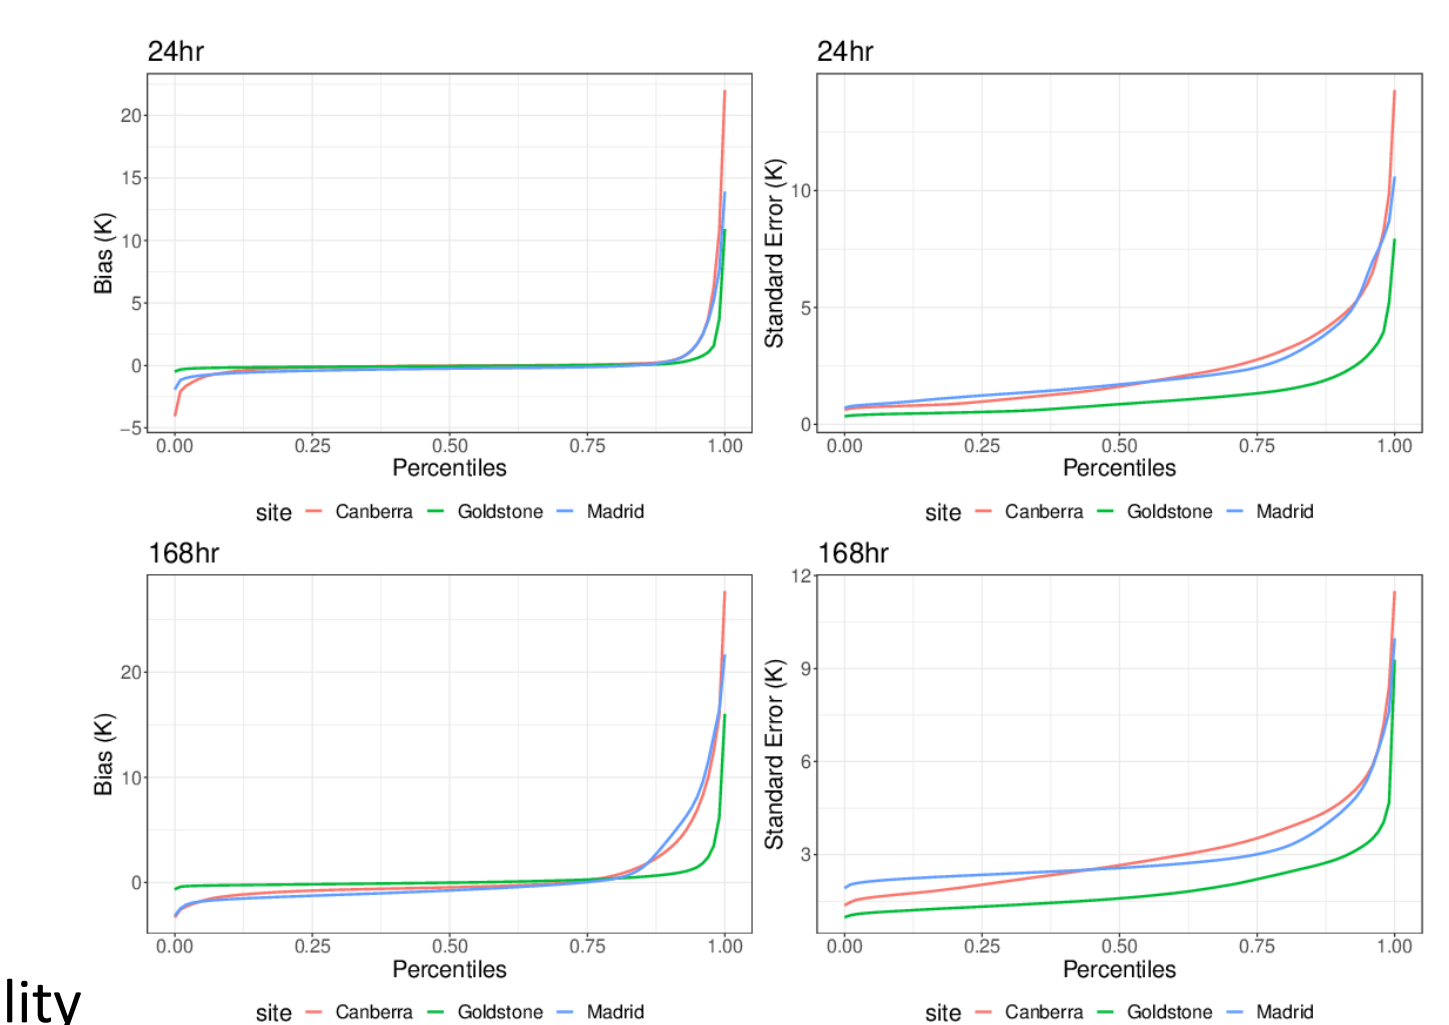 24hr
Bias (K)
20
15
10
5
0
−5
0.00 0.25 0.50 0.75 1.00
Percentiles
site Canberra Goldstone Madrid
24hr
Standard Error (K)
10
5
0
0.00 0.25 0.50 0.75 1.00
Percentiles
site Canberra Goldstone Madrid
168hr
Bias (K)
20
10
0
0.00 0.25 0.50 0.75 1.00
Percentiles
site Canberra Goldstone Madrid
168hr
Standard Error (K)
12
9
6
3
0.00 0.25 0.50 0.75 1.00
Percentiles
site Canberra Goldstone Madrid
lity